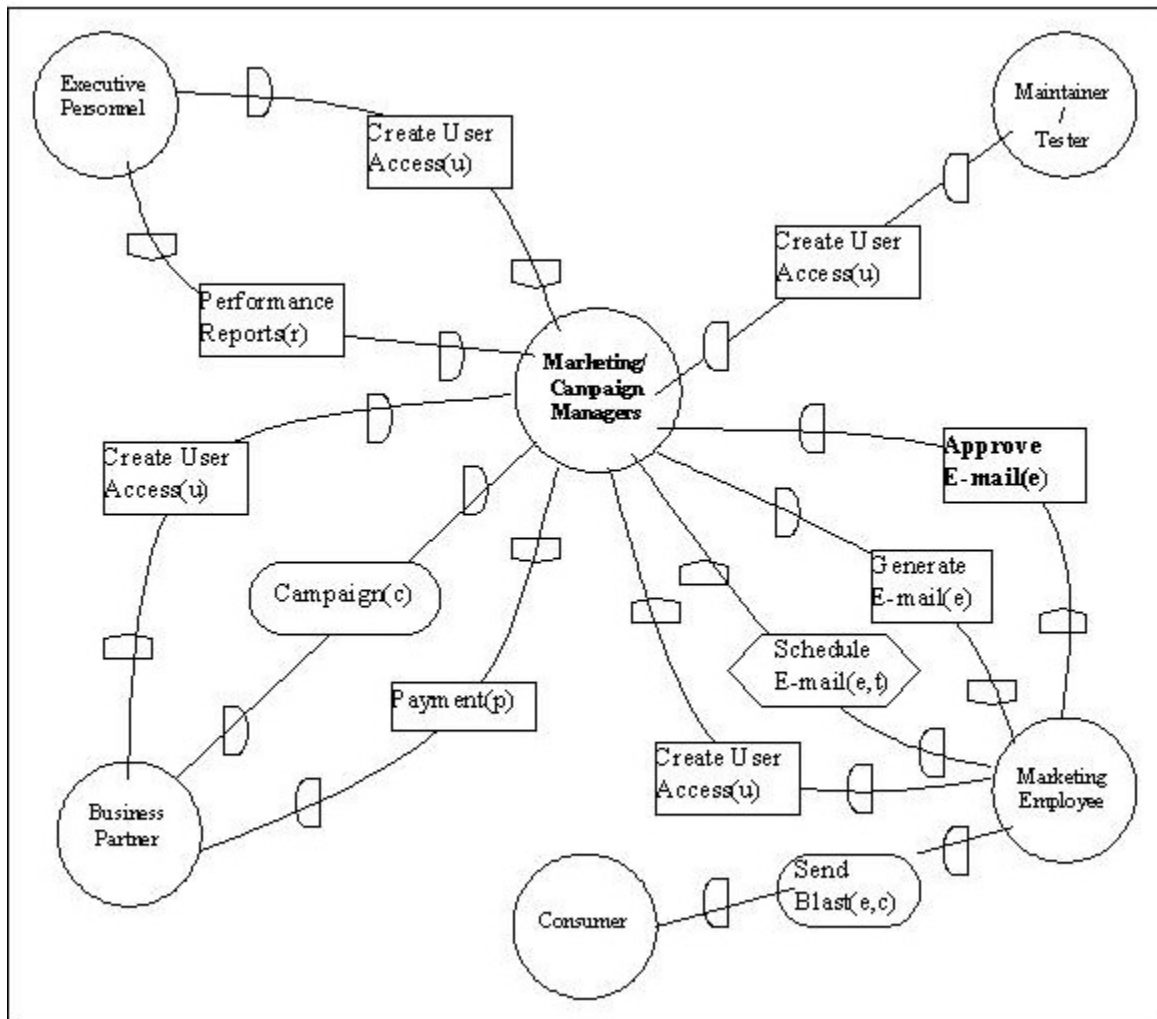 Executive
Personnel
Maintainer
/
Tester
Create User
Access(u)
Create User
Access(u)
Performance
Reports(r)
Marketing/
Campaign
Managers
Create User
Access(u)
Approve
E-mail(e)
Campaign(c)
Generate
E-mail(e)
Schedule
E-mail(e,t)
Payment(p)
Create User
Access(u)
Business
Partner
Marketing
Employee
Send
Blast(e,c)
Consumer